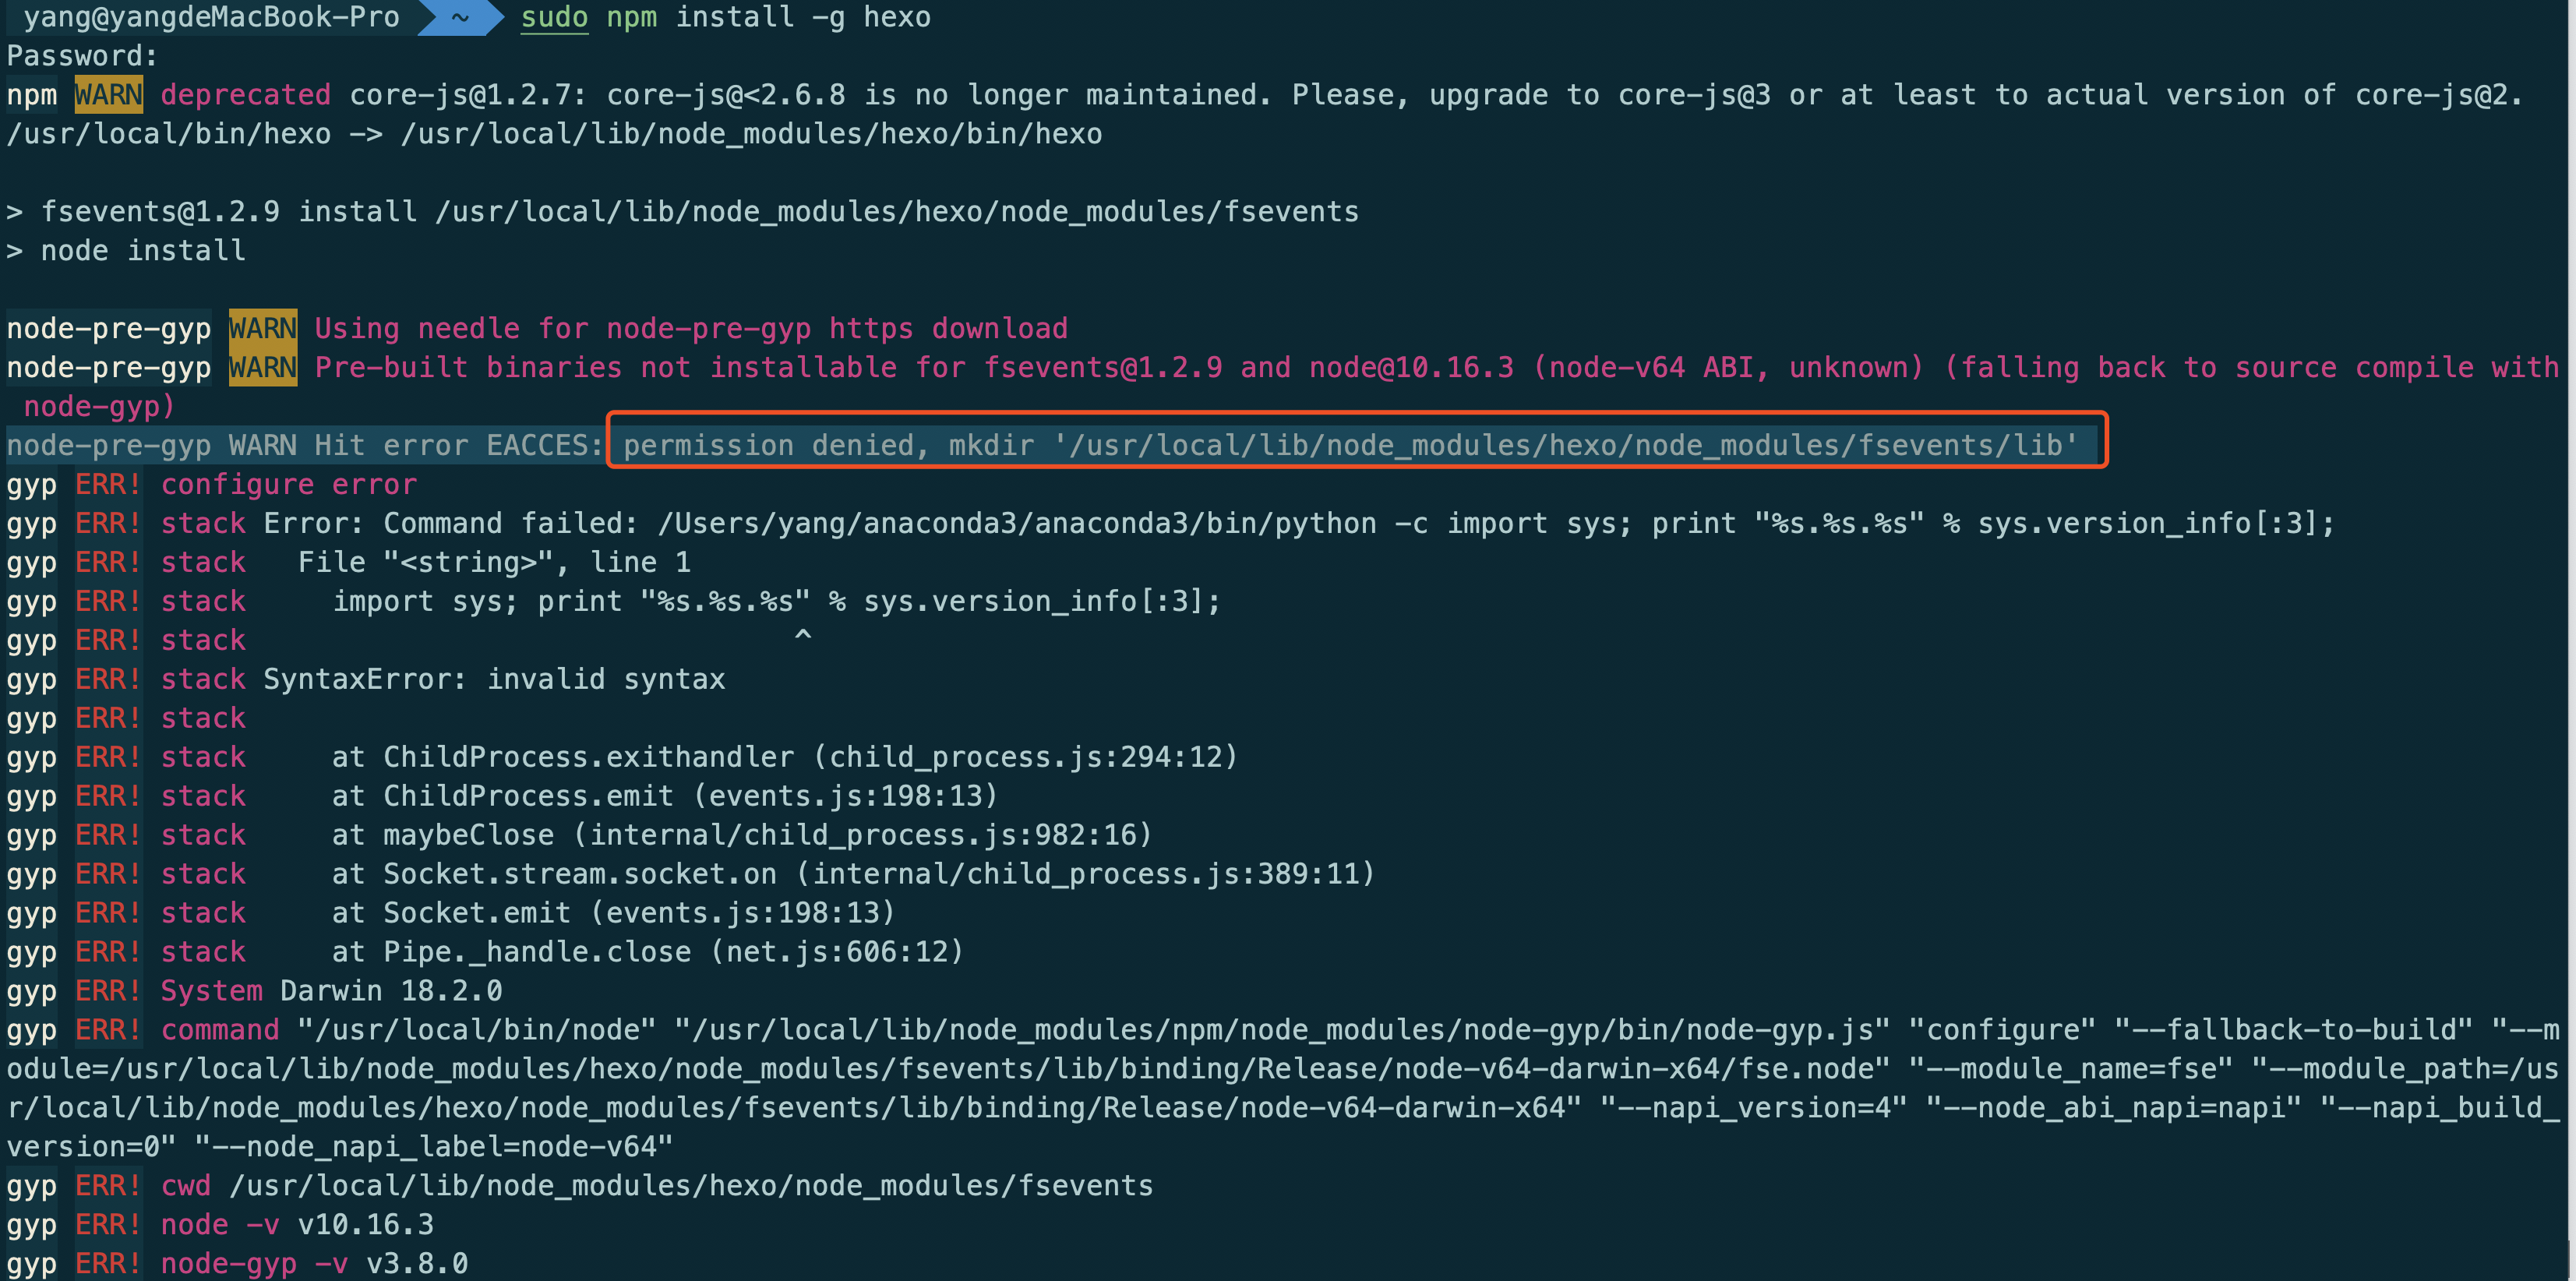 yang@yangdeMacBook-Pro ~ sudo npm install -g hexo
Password:
npm WARN deprecated core-js@1.2.7: core-js@<2.6.8 is no longer maintained. Please, upgrade to core-js@3 or at least to actual version of core-js@2.
/usr/local/bin/hexo -> /usr/local/lib/node_modules/hexo/bin/hexo
> fsevents@1.2.9 install /usr/local/lib/node_modules/hexo/node_modules/fsevents
> node install
node-pre-gyp WARN Using needle for node-pre-gyp https download
node-pre-gyp WARN Pre-built binaries not installable for fsevents@1.2.9 and node@10.16.3 (node-v64 ABI, unknown) (falling back to source compile with
node-gyp)
node-pre-gyp WARN Hit error EACCES: permission denied, mkdir '/usr/local/lib/node_modules/hexo/node_modules/fsevents/lib'
gyp ERR! configure error
gyp ERR! stack Error: Command failed: /Users/yang/anaconda3/anaconda3/bin/python -c import sys; print "%s.%s.%s" % sys.version_info[:3];
gyp ERR! stack   File "<string>", line 1
gyp ERR! stack     import sys; print "%s.%s.%s" % sys.version_info[:3];
gyp ERR! stack                                ^
gyp ERR! stack SyntaxError: invalid syntax
gyp ERR! stack
gyp ERR! stack     at ChildProcess.exithandler (child_process.js:294:12)
gyp ERR! stack     at ChildProcess.emit (events.js:198:13)
gyp ERR! stack     at maybeClose (internal/child_process.js:982:16)
gyp ERR! stack     at Socket.stream.socket.on (internal/child_process.js:389:11)
gyp ERR! stack     at Socket.emit (events.js:198:13)
gyp ERR! stack     at Pipe._handle.close (net.js:606:12)
gyp ERR! System Darwin 18.2.0
gyp ERR! command "/usr/local/bin/node" "/usr/local/lib/node_modules/npm/node_modules/node-gyp/bin/node-gyp.js" "configure" "--fallback-to-build" "--m
odule=/usr/local/lib/node_modules/hexo/node_modules/fsevents/lib/binding/Release/node-v64-darwin-x64/fse.node" "--module_name=fse" "--module_path=/us
r/local/lib/node_modules/hexo/node_modules/fsevents/lib/binding/Release/node-v64-darwin-x64" "--napi_version=4" "--node_abi_napi=napi" "--napi_build_
version=0" "--node_napi_label=node-v64"
gyp ERR! cwd /usr/local/lib/node_modules/hexo/node_modules/fsevents
gyp ERR! node -v v10.16.3
gyp ERR! node-gyp -v v3.8.0